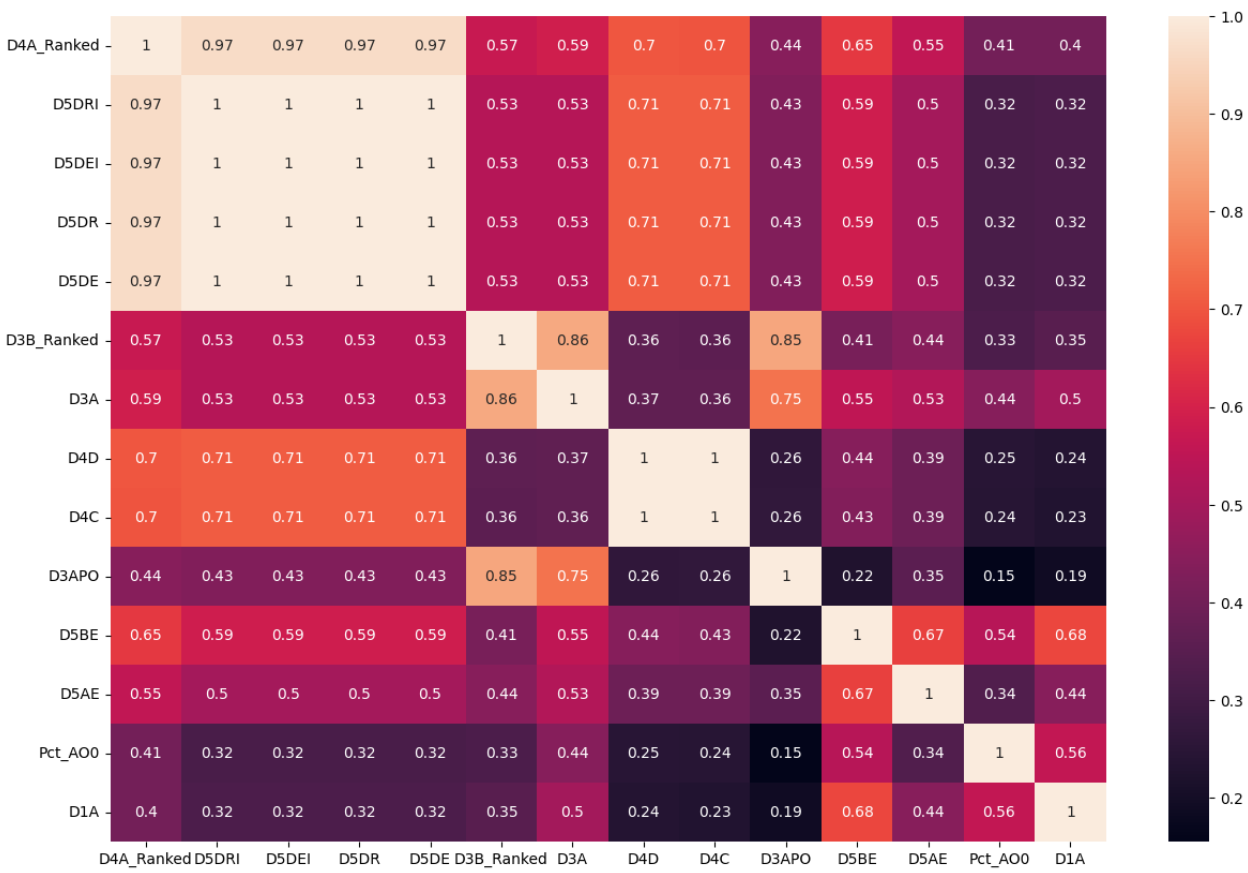 D4A_Ranked 1 0.97 0.97 0.97 0.97 0.57 0.59 0.7 0.7 0.44 0.65 0.55 0.41 0.4
D5DRI 0.97 1 1 1 1 0.53 0.53 0.71 0.71 0.43 0.59 0.5 0.32 0.32
D5DEI 0.97 1 1 1 1 0.53 0.53 0.71 0.71 0.43 0.59 0.5 0.32 0.32
D5DR 0.97 1 1 1 1 0.53 0.53 0.71 0.71 0.43 0.59 0.5 0.32 0.32
D5DE 0.97 1 1 1 1 0.53 0.53 0.71 0.71 0.43 0.59 0.5 0.32 0.32
D3B_Ranked 0.57 0.53 0.53 0.53 0.53 1 0.86 0.36 0.36 0.85 0.41 0.44 0.33 0.35
D3A 0.59 0.53 0.53 0.53 0.53 0.86 1 0.37 0.36 0.75 0.55 0.53 0.44 0.5
D4D 0.7 0.71 0.71 0.71 0.71 0.36 0.37 1 1 0.26 0.44 0.39 0.25 0.24
D4C 0.7 0.71 0.71 0.71 0.71 0.36 0.36 1 1 0.26 0.43 0.39 0.24 0.23
D3APO 0.44 0.43 0.43 0.43 0.43 0.85 0.75 0.26 0.26 1 0.22 0.35 0.15 0.19
D5BE 0.65 0.59 0.59 0.59 0.59 0.41 0.55 0.44 0.43 0.22 1 0.67 0.54 0.68
D5AE 0.55 0.5 0.5 0.5 0.5 0.44 0.53 0.39 0.39 0.35 0.67 1 0.34 0.44
Pct_AO0 0.41 0.32 0.32 0.32 0.32 0.33 0.44 0.25 0.24 0.15 0.54 0.34 1 0.56
D1A 0.4 0.32 0.32 0.32 0.32 0.35 0.5 0.24 0.23 0.19 0.68 0.44 0.56 1
D4A_Ranked D5DRI D5DEI D5DR D5DE D3B_Ranked D3A D4D D4C D3APO D5BE D5AE Pct_AO0 D1A
1.0
0.9
0.8
0.7
0.6
0.5
0.4
0.3
0.2